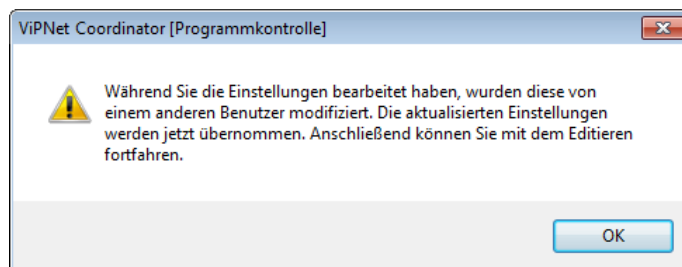 ViPNet Coordinator [Programmkontrolle]
Während Sie die Einstellungen bearbeitet haben, wurden diese von
einem anderen Benutzer modifiziert. Die aktualisierten Einstellungen
werden jetzt übernommen. Anschließend können Sie mit dem Editieren
fortfahren.
OK